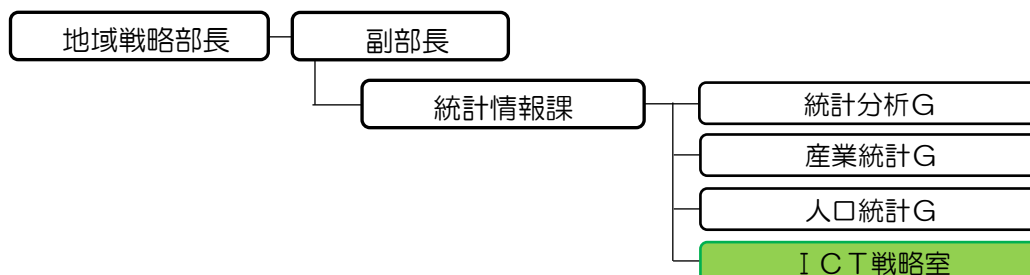 地域戦略部長
副部長
統計情報課
統計分析Ｇ
産業統計Ｇ
人口統計Ｇ
ＩＣＴ戦略室